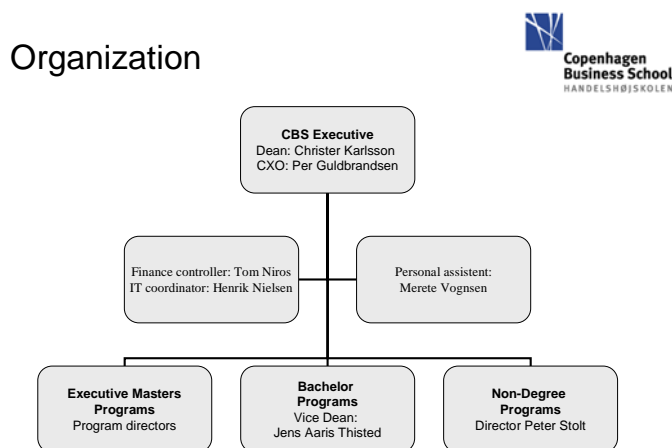 Organization
Copenhagen
Business School
HANDELSHØJSKOLEN
CBS Executive
Dean: Christer Karlsson
CXO: Per Guldbrandsen
Finance controller: Tom Niros
IT coordinator: Henrik Nielsen
Personal assistent:
Merete Vognsen
Executive Masters
Programs
Program directors
Bachelor
Programs
Vice Dean:
Jens Aaris Thisted
Non-Degree
Programs
Director Peter Stolt